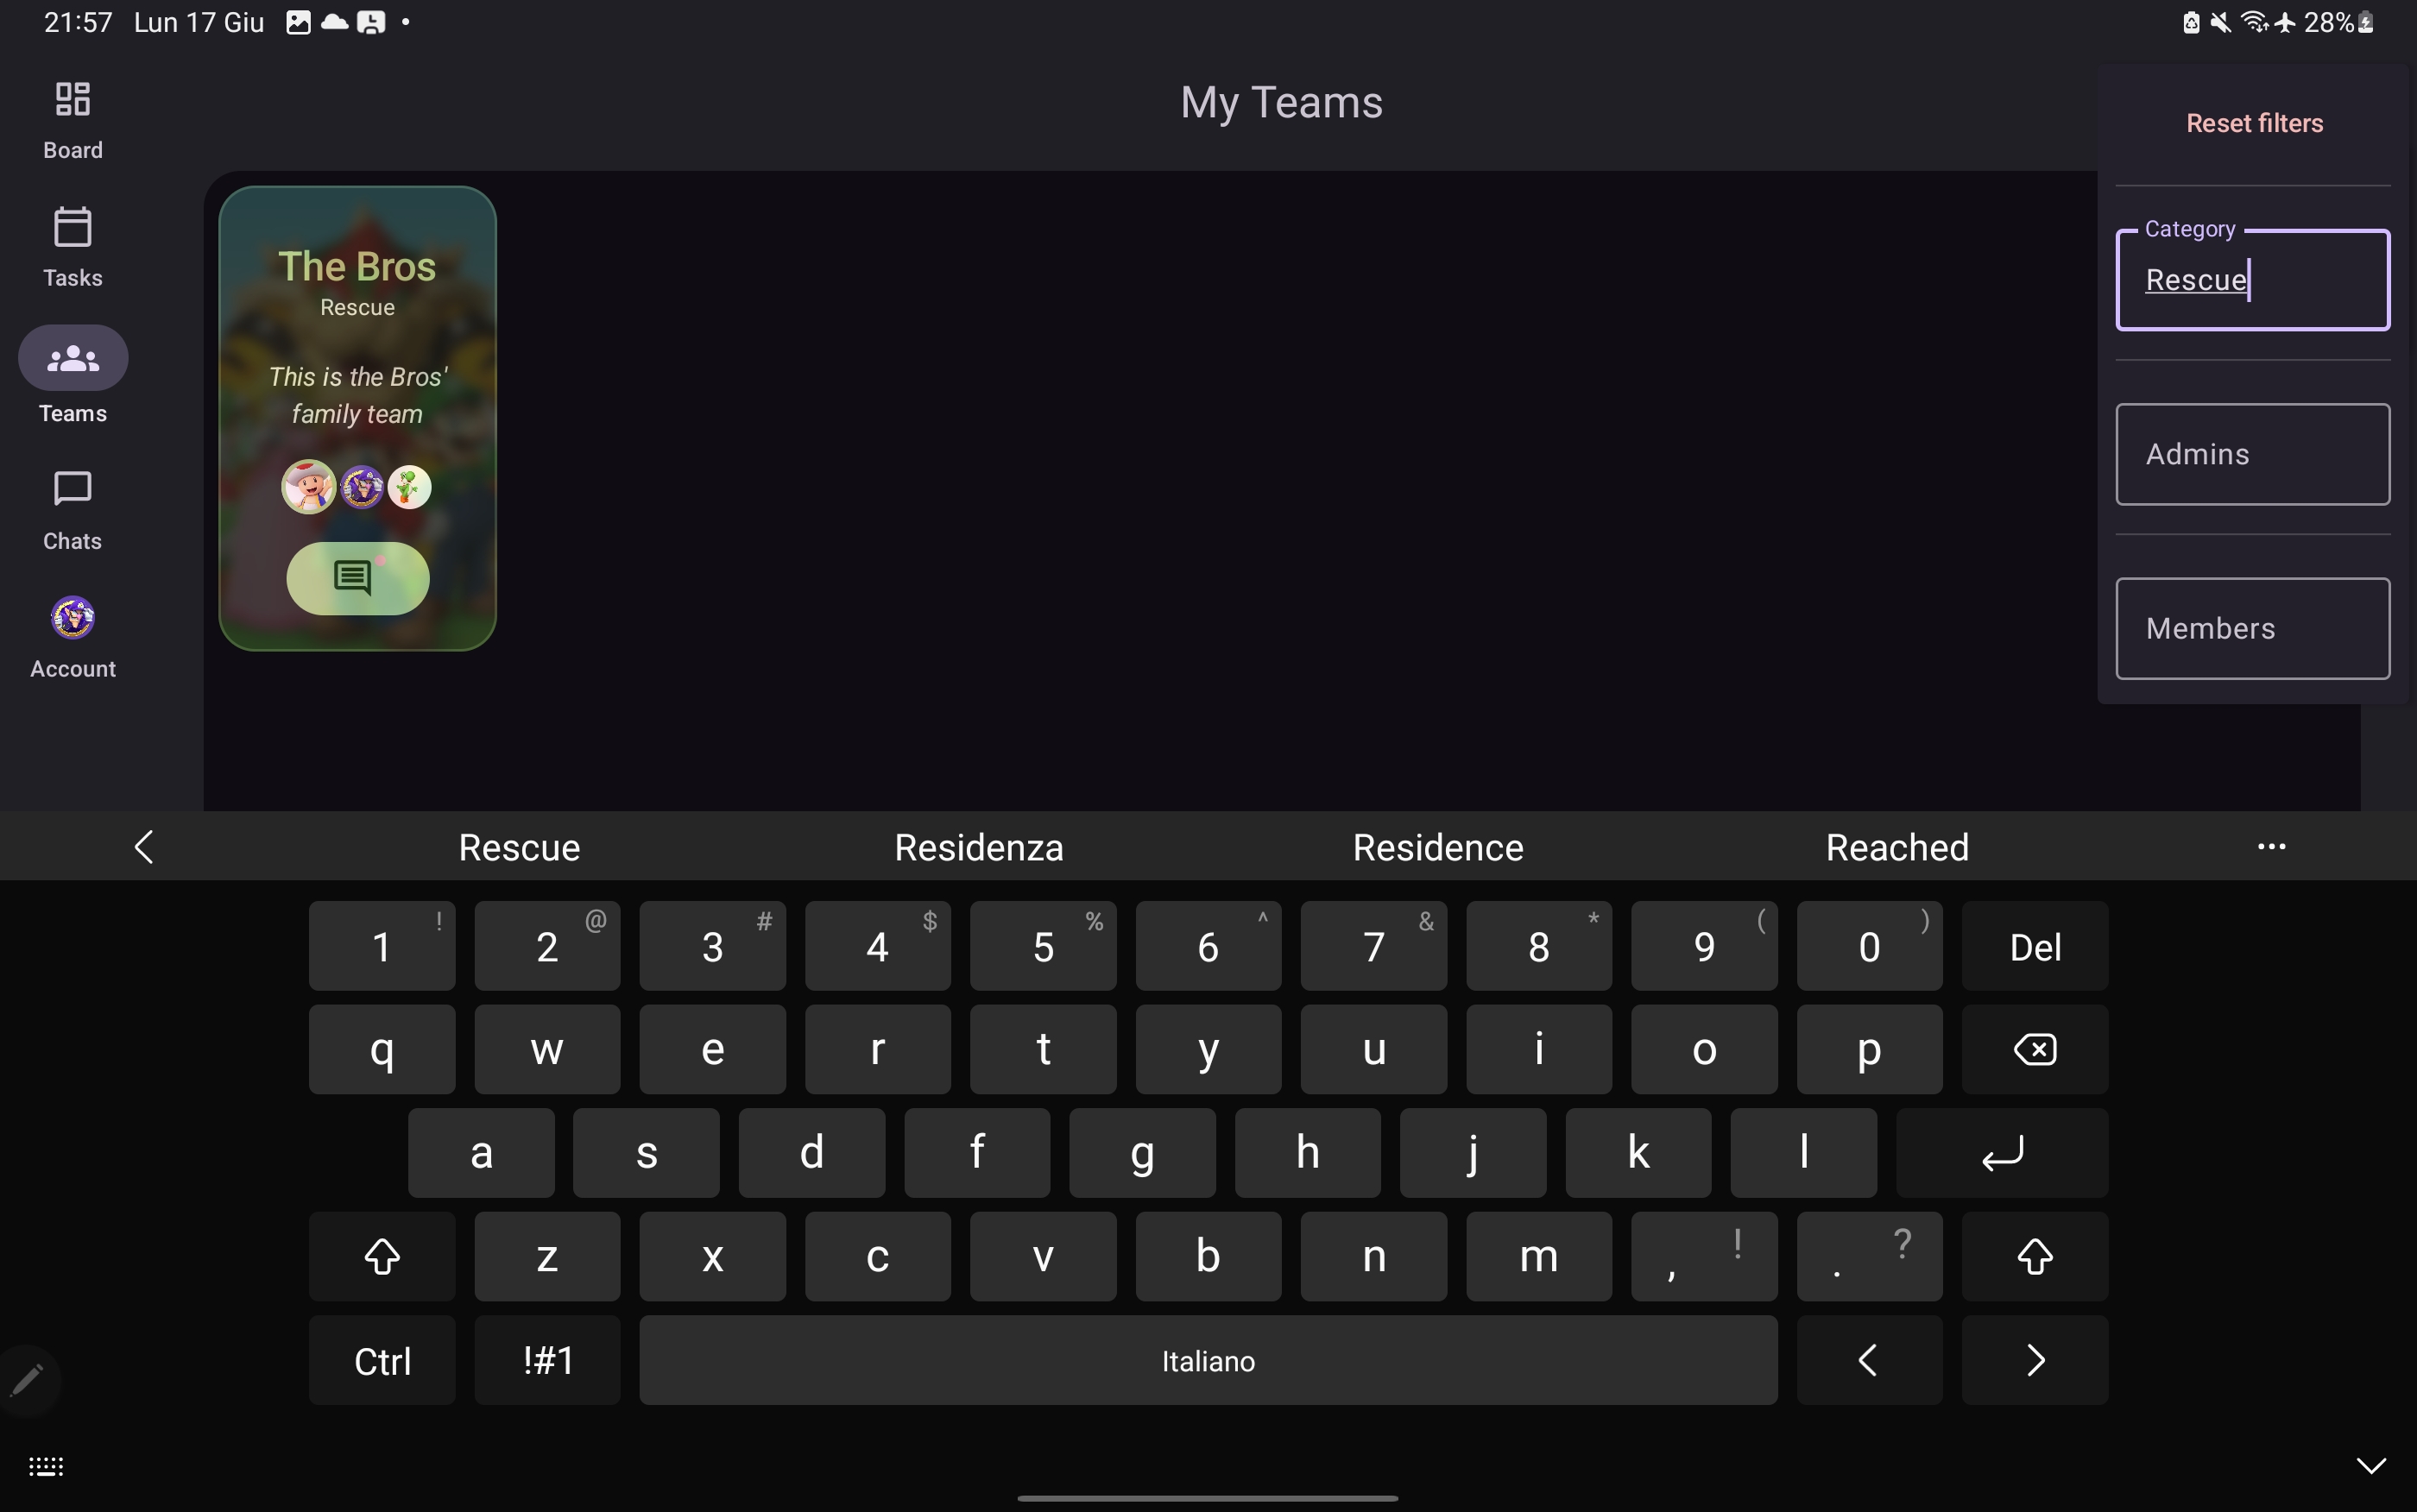 21:57 Lun 17 Giu
28%
Board
Tasks
Teams
Chats
Account
My Teams
The Bros
Rescue
This is the Bros'
family team
Reset filters
Category
Rescue
Admins
Members
Rescue Residenza Residence Reached ...
1 ! 2 @ 3 # 4 $ 5 % 6 ^ 7 & 8 * 9 ( 0 ) Del
q w e r t y u i o p
a s d f g h j k l
z x c v b n m , ! . ?
Ctrl !#1 Italiano < >